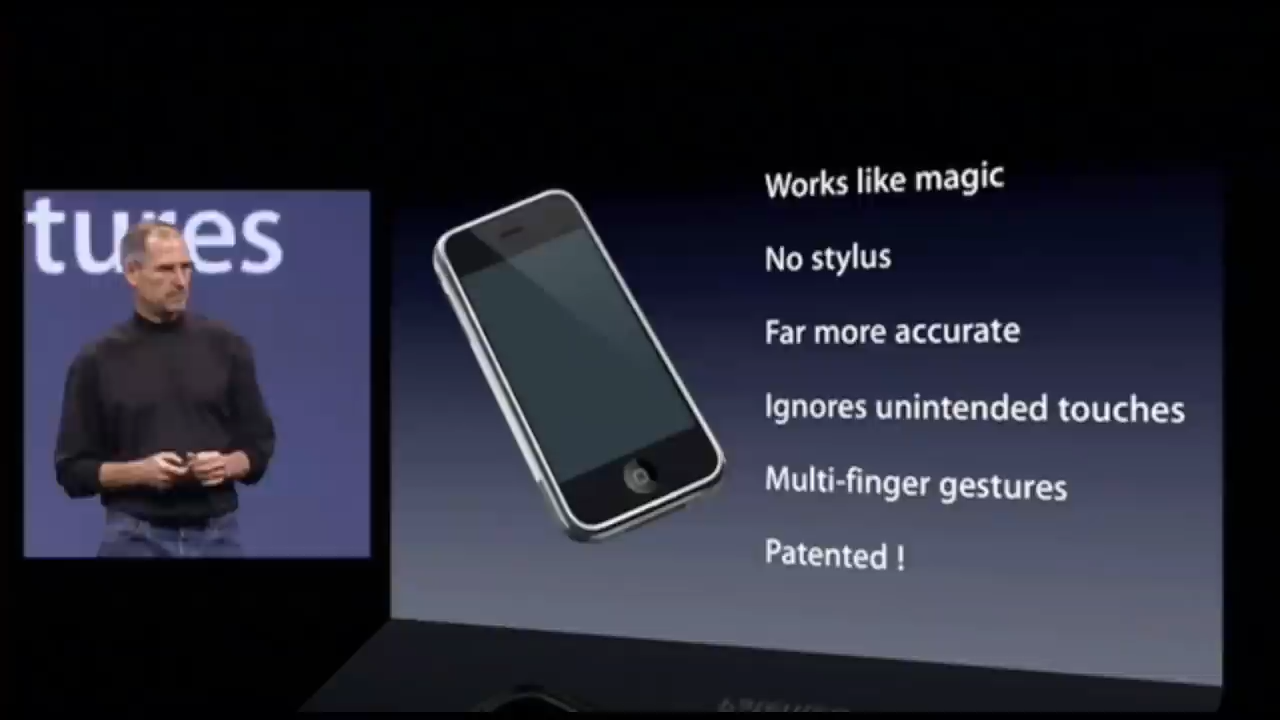 tures
Works like magic
No stylus
Far more accurate
Ignores unintended touches
Multi-finger gestures
Patented !